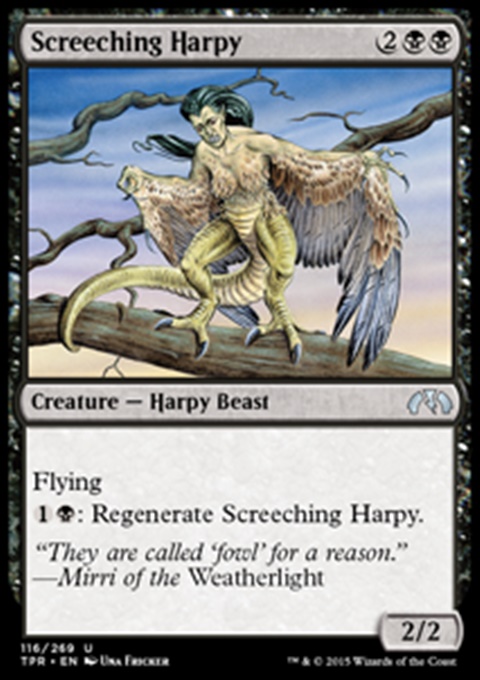 Screeching Harpy 2
Creature — Harpy Beast
Flying
1 : Regenerate Screeching Harpy.
“They are called ‘fowl’ for a reason.”
—Mirri of the Weatherlight
2/2
116/269 U
TPR • EN Una Fricker
™ & © 2015 Wizards of the Coast